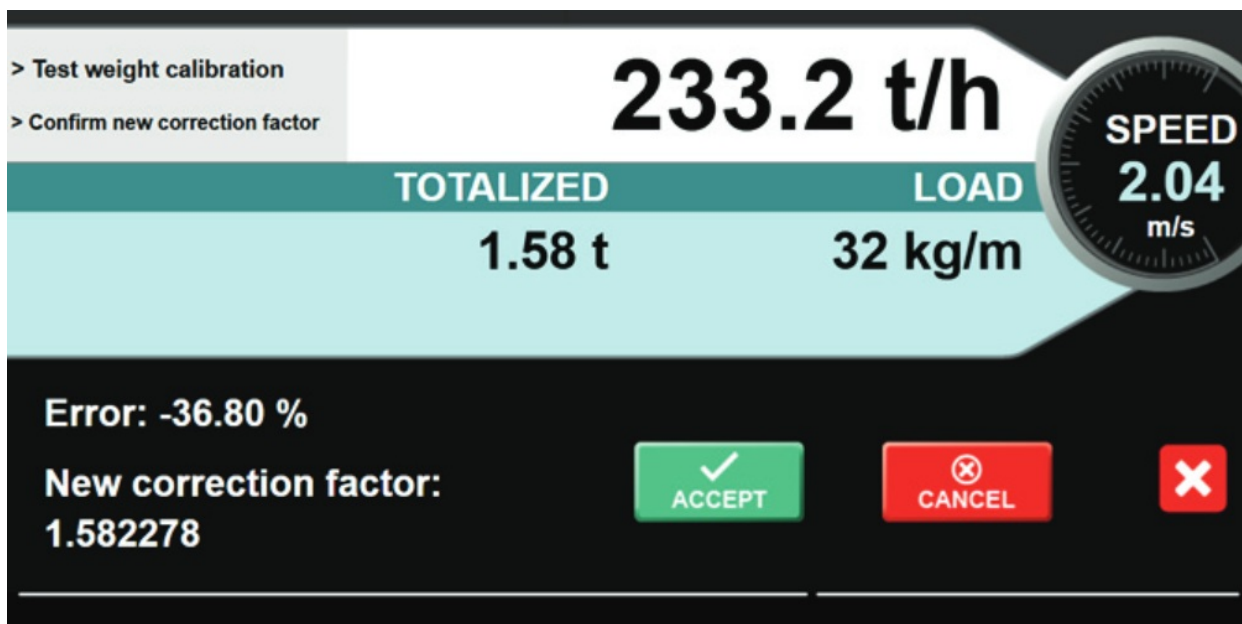 > Test weight calibration
> Confirm new correction factor
233.2 t/h
SPEED
2.04
m/s
TOTALIZED LOAD
1.58 t 32 kg/m
Error: -36.80 %
New correction factor:
1.582278
ACCEPT
CANCEL